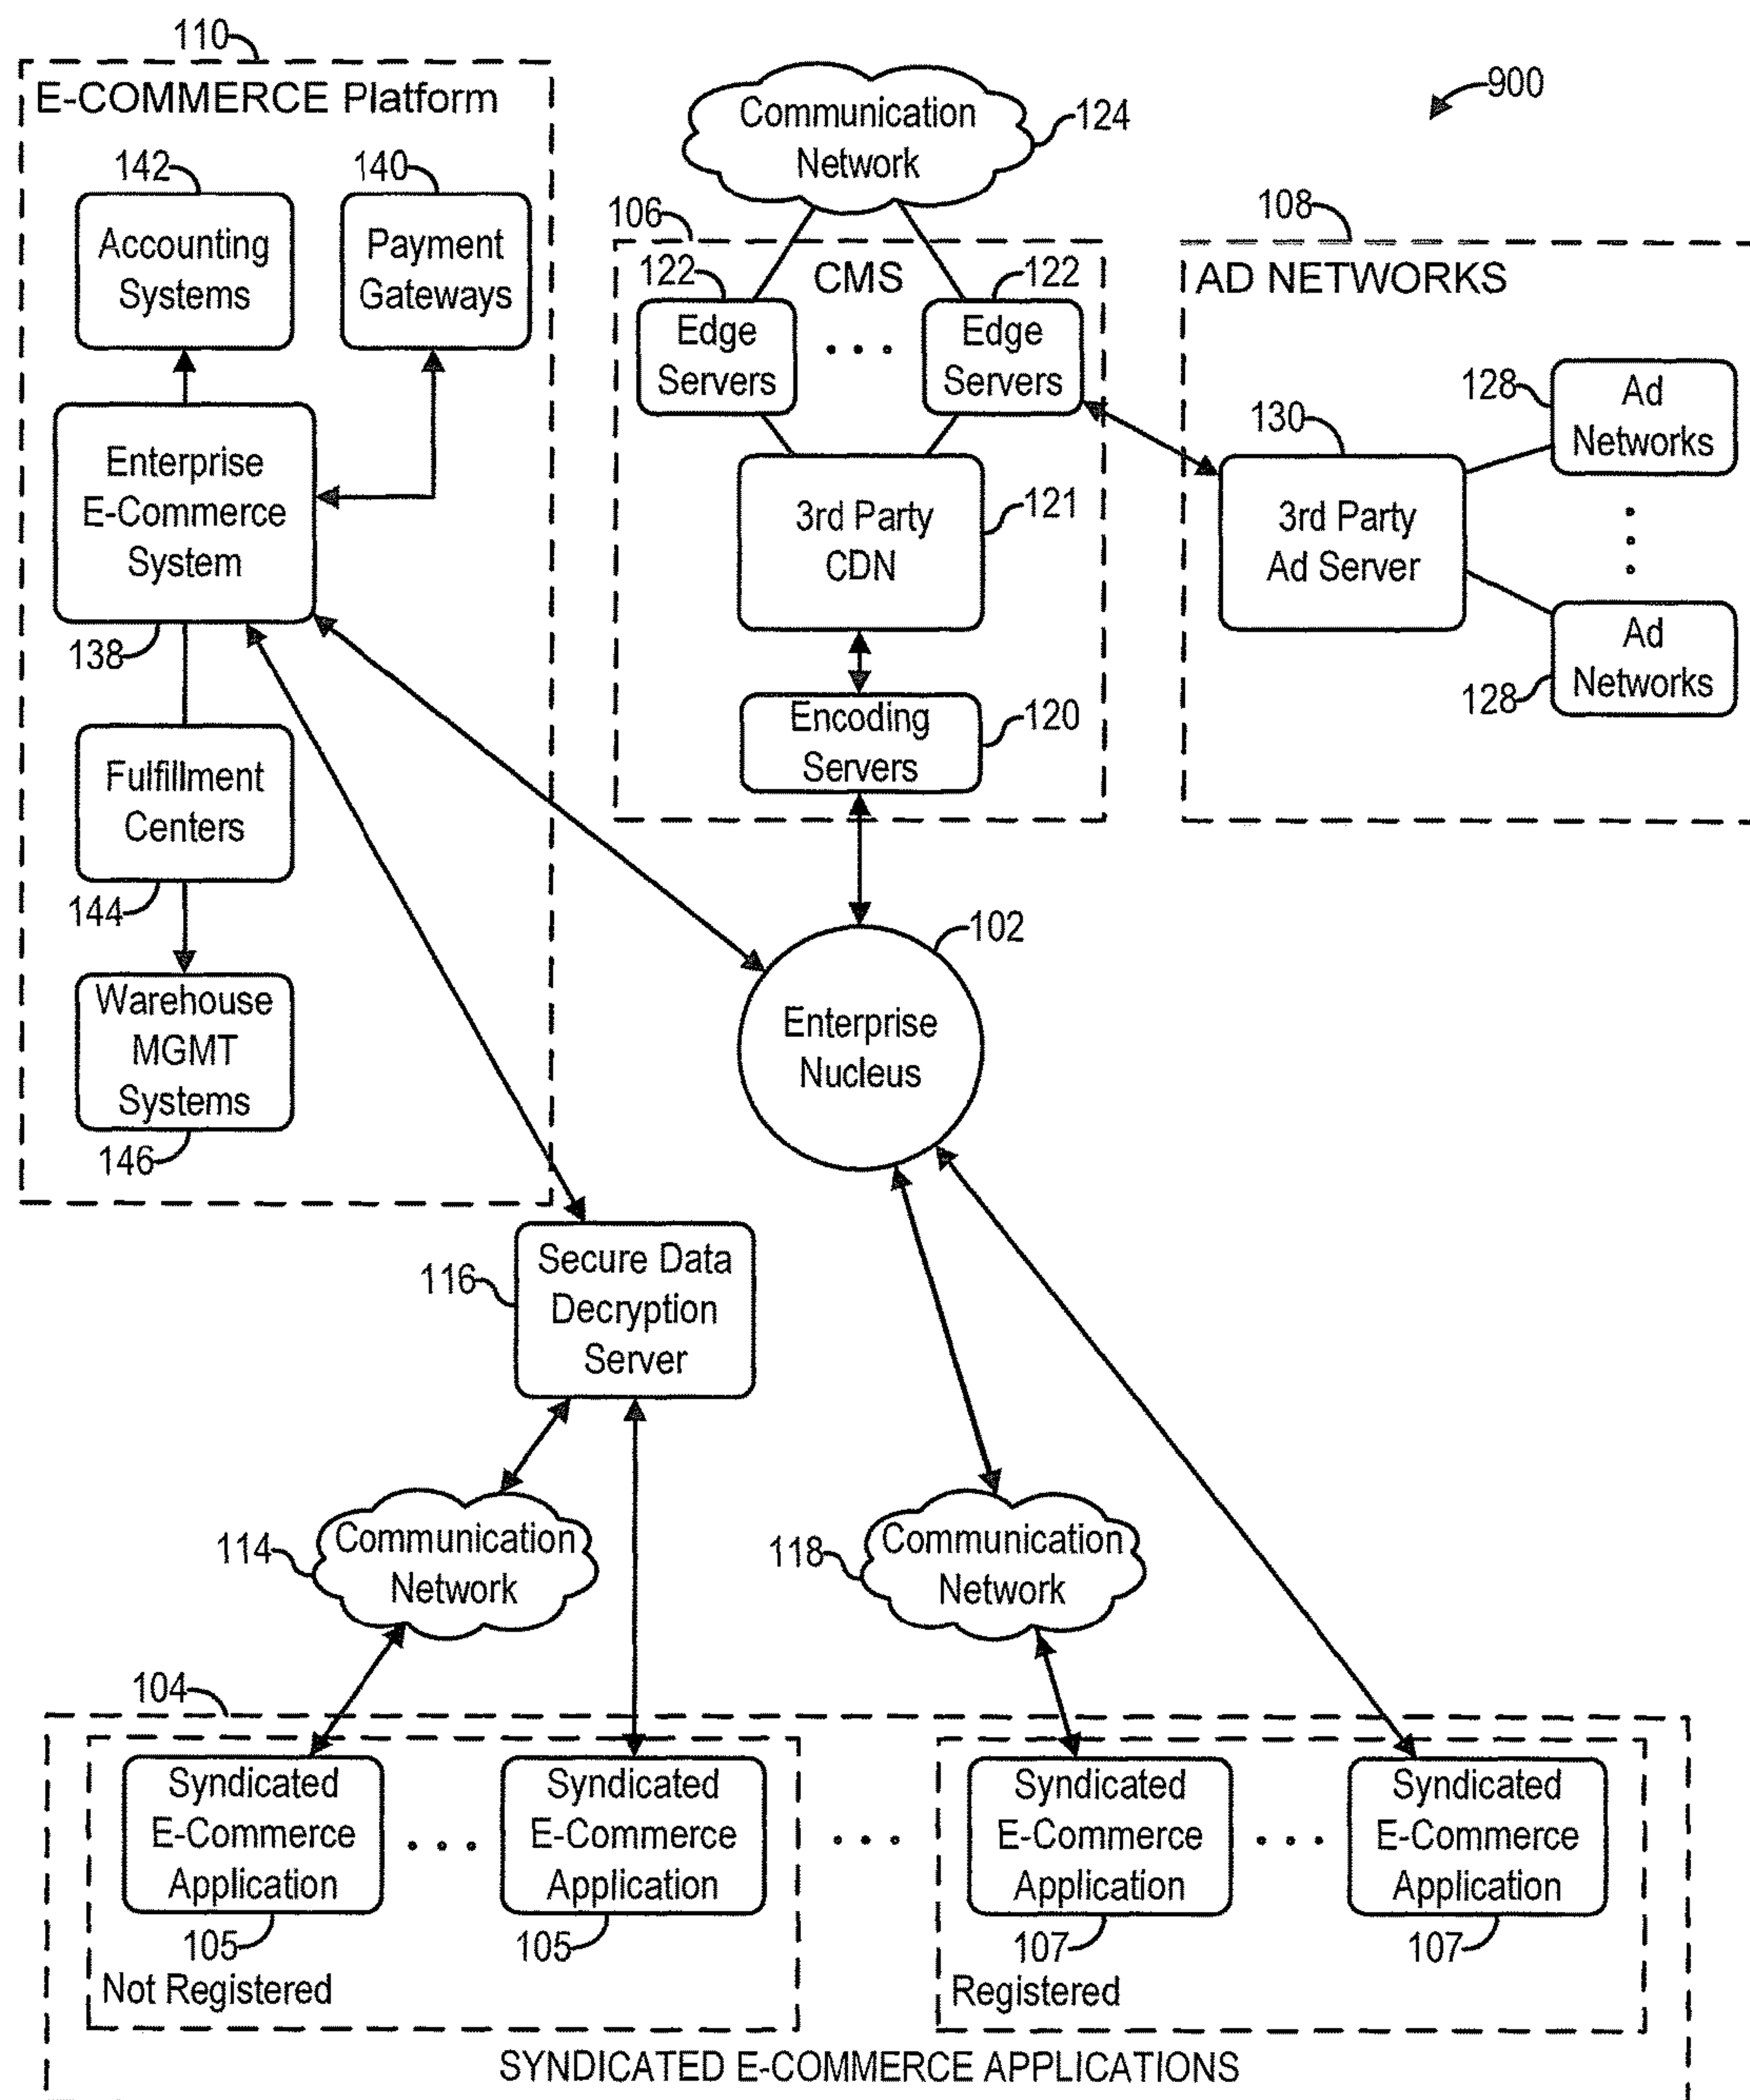 110
E-COMMERCE Platform
142
140
Accounting
Systems
Payment
Gateways
Enterprise
E-Commerce
System
138
Fulfillment
Centers
144
Warehouse
MGMT
Systems
146
Communication
Network
124
900
106
CMS
122
122
Edge
Servers
Edge
Servers
3rd Party
CDN
121
Encoding
Servers
120
108
AD NETWORKS
130
3rd Party
Ad Server
128
Ad
Networks
Ad
Networks
128
102
Enterprise
Nucleus
116
Secure Data
Decryption
Server
114
Communication
Network
118
Communication
Network
104
Syndicated
E-Commerce
Application
105
Syndicated
E-Commerce
Application
105
Not Registered
Syndicated
E-Commerce
Application
107
Syndicated
E-Commerce
Application
107
Registered
SYNDICATED E-COMMERCE APPLICATIONS